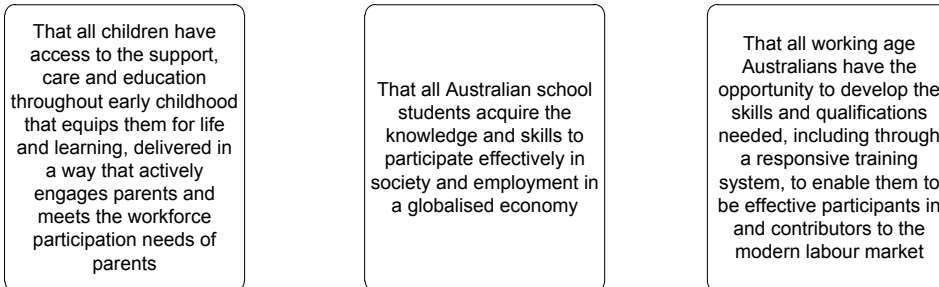 That all children have
access to the support,
care and education
throughout early childhood
that equips them for life
and learning, delivered in
a way that actively
engages parents and
meets the workforce
participation needs of
parents
That all Australian school
students acquire the
knowledge and skills to
participate effectively in
society and employment in
a globalised economy
That all working age
Australians have the
opportunity to develop the
skills and qualifications
needed, including through
a responsive training
system, to enable them to
be effective participants in
and contributors to the
modern labour market